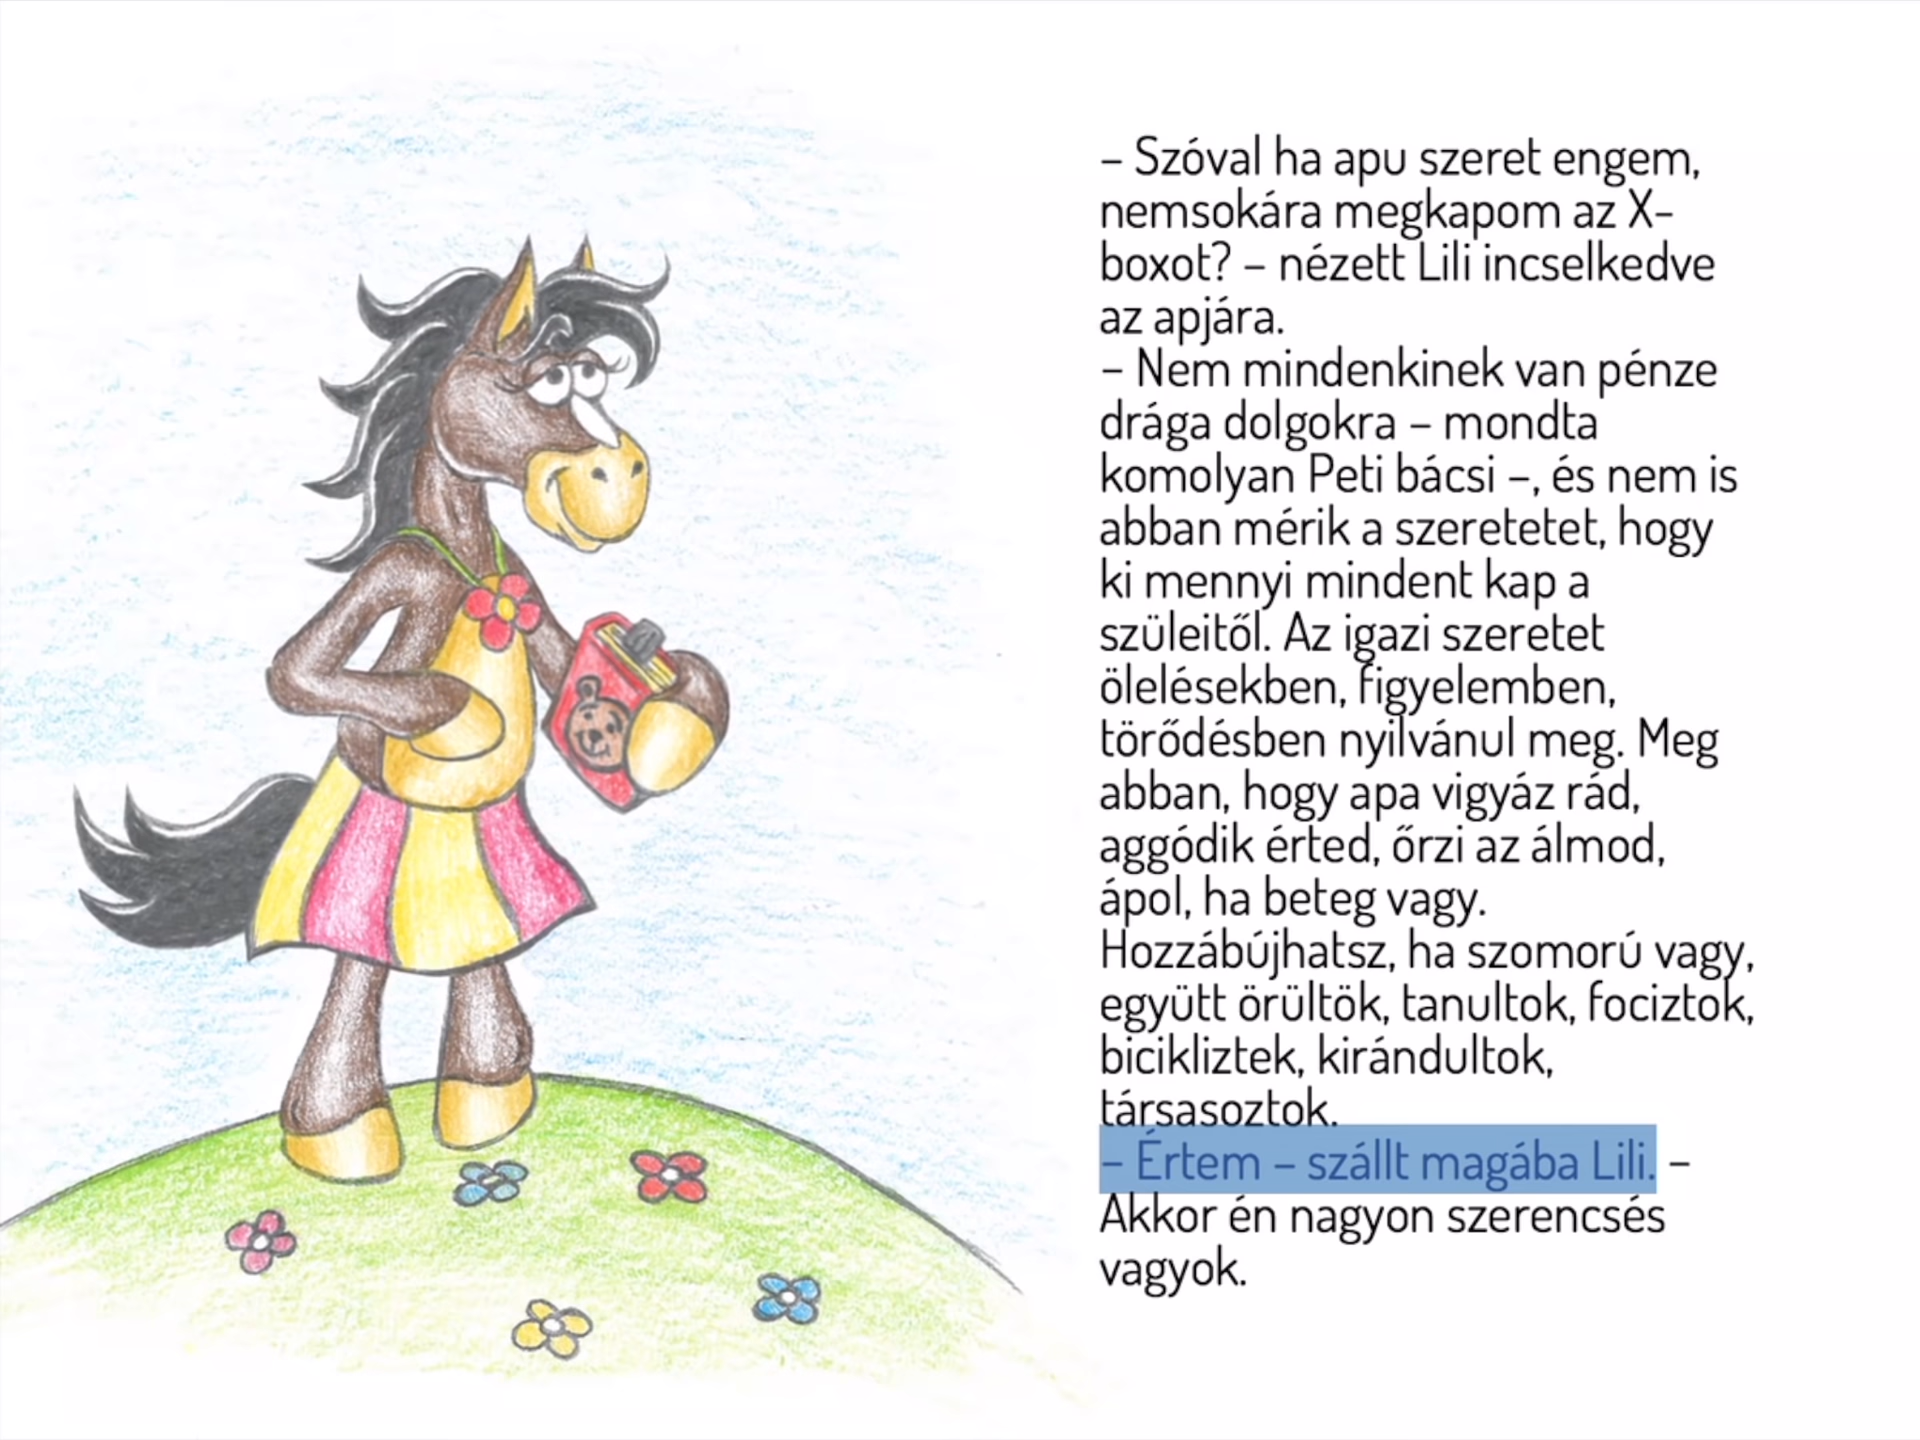 – Szóval ha apu szeret engem,
nemsokára megkapom az X-
boxot? – nézett Lili incselkedve
az apjára.
– Nem mindenkinek van pénze
drága dolgokra – mondta
komolyan Peti bácsi –, és nem is
abban mérik a szeretetet, hogy
ki mennyi mindent kap a
szüleitől. Az igazi szeretet
ölelésekben, figyelemben,
törődésben nyilvánul meg. Meg
abban, hogy apa vigyáz rád,
aggódik érted, őrzi az álmod,
ápol, ha beteg vagy.
Hozzábújhatsz, ha szomorú vagy,
együtt örültök, tanultok, fociztok,
bicikliztek, kirándultok,
társasoztok.
– Értem – szállt magába Lili. –
Akkor én nagyon szerencsés
vagyok.